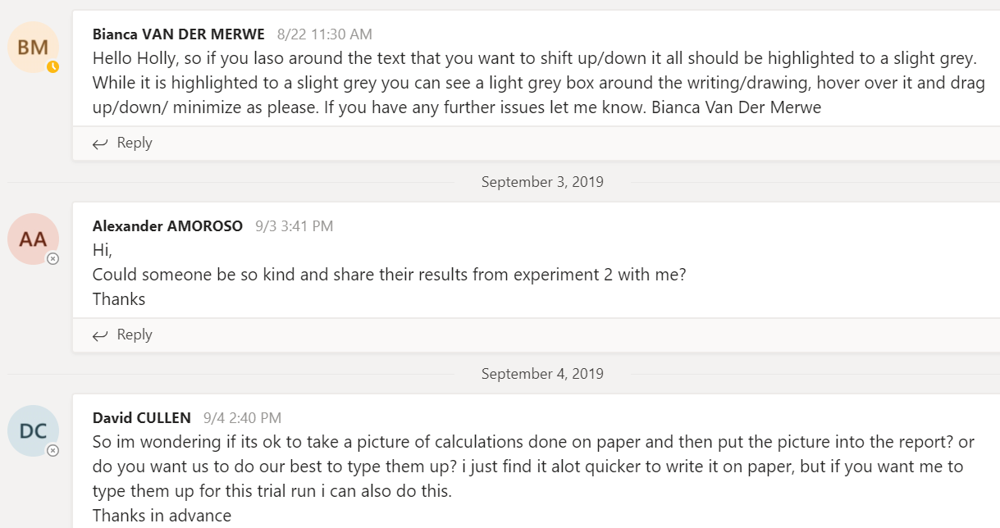 BM
Bianca VAN DER MERWE 8/22 11:30 AM
Hello Holly, so if you laso around the text that you want to shift up/down it all should be highlighted to a slight grey.
While it is highlighted to a slight grey you can see a light grey box around the writing/drawing, hover over it and drag
up/down/ minimize as please. If you have any further issues let me know. Bianca Van Der Merwe
Reply
September 3, 2019
AA
Alexander AMOROSO 9/3 3:41 PM
Hi,
Could someone be so kind and share their results from experiment 2 with me?
Thanks
Reply
September 4, 2019
DC
David CULLEN 9/4 2:40 PM
So im wondering if its ok to take a picture of calculations done on paper and then put the picture into the report? or
do you want us to do our best to type them up? i just find it alot quicker to write it on paper, but if you want me to
type them up for this trial run i can also do this.
Thanks in advance